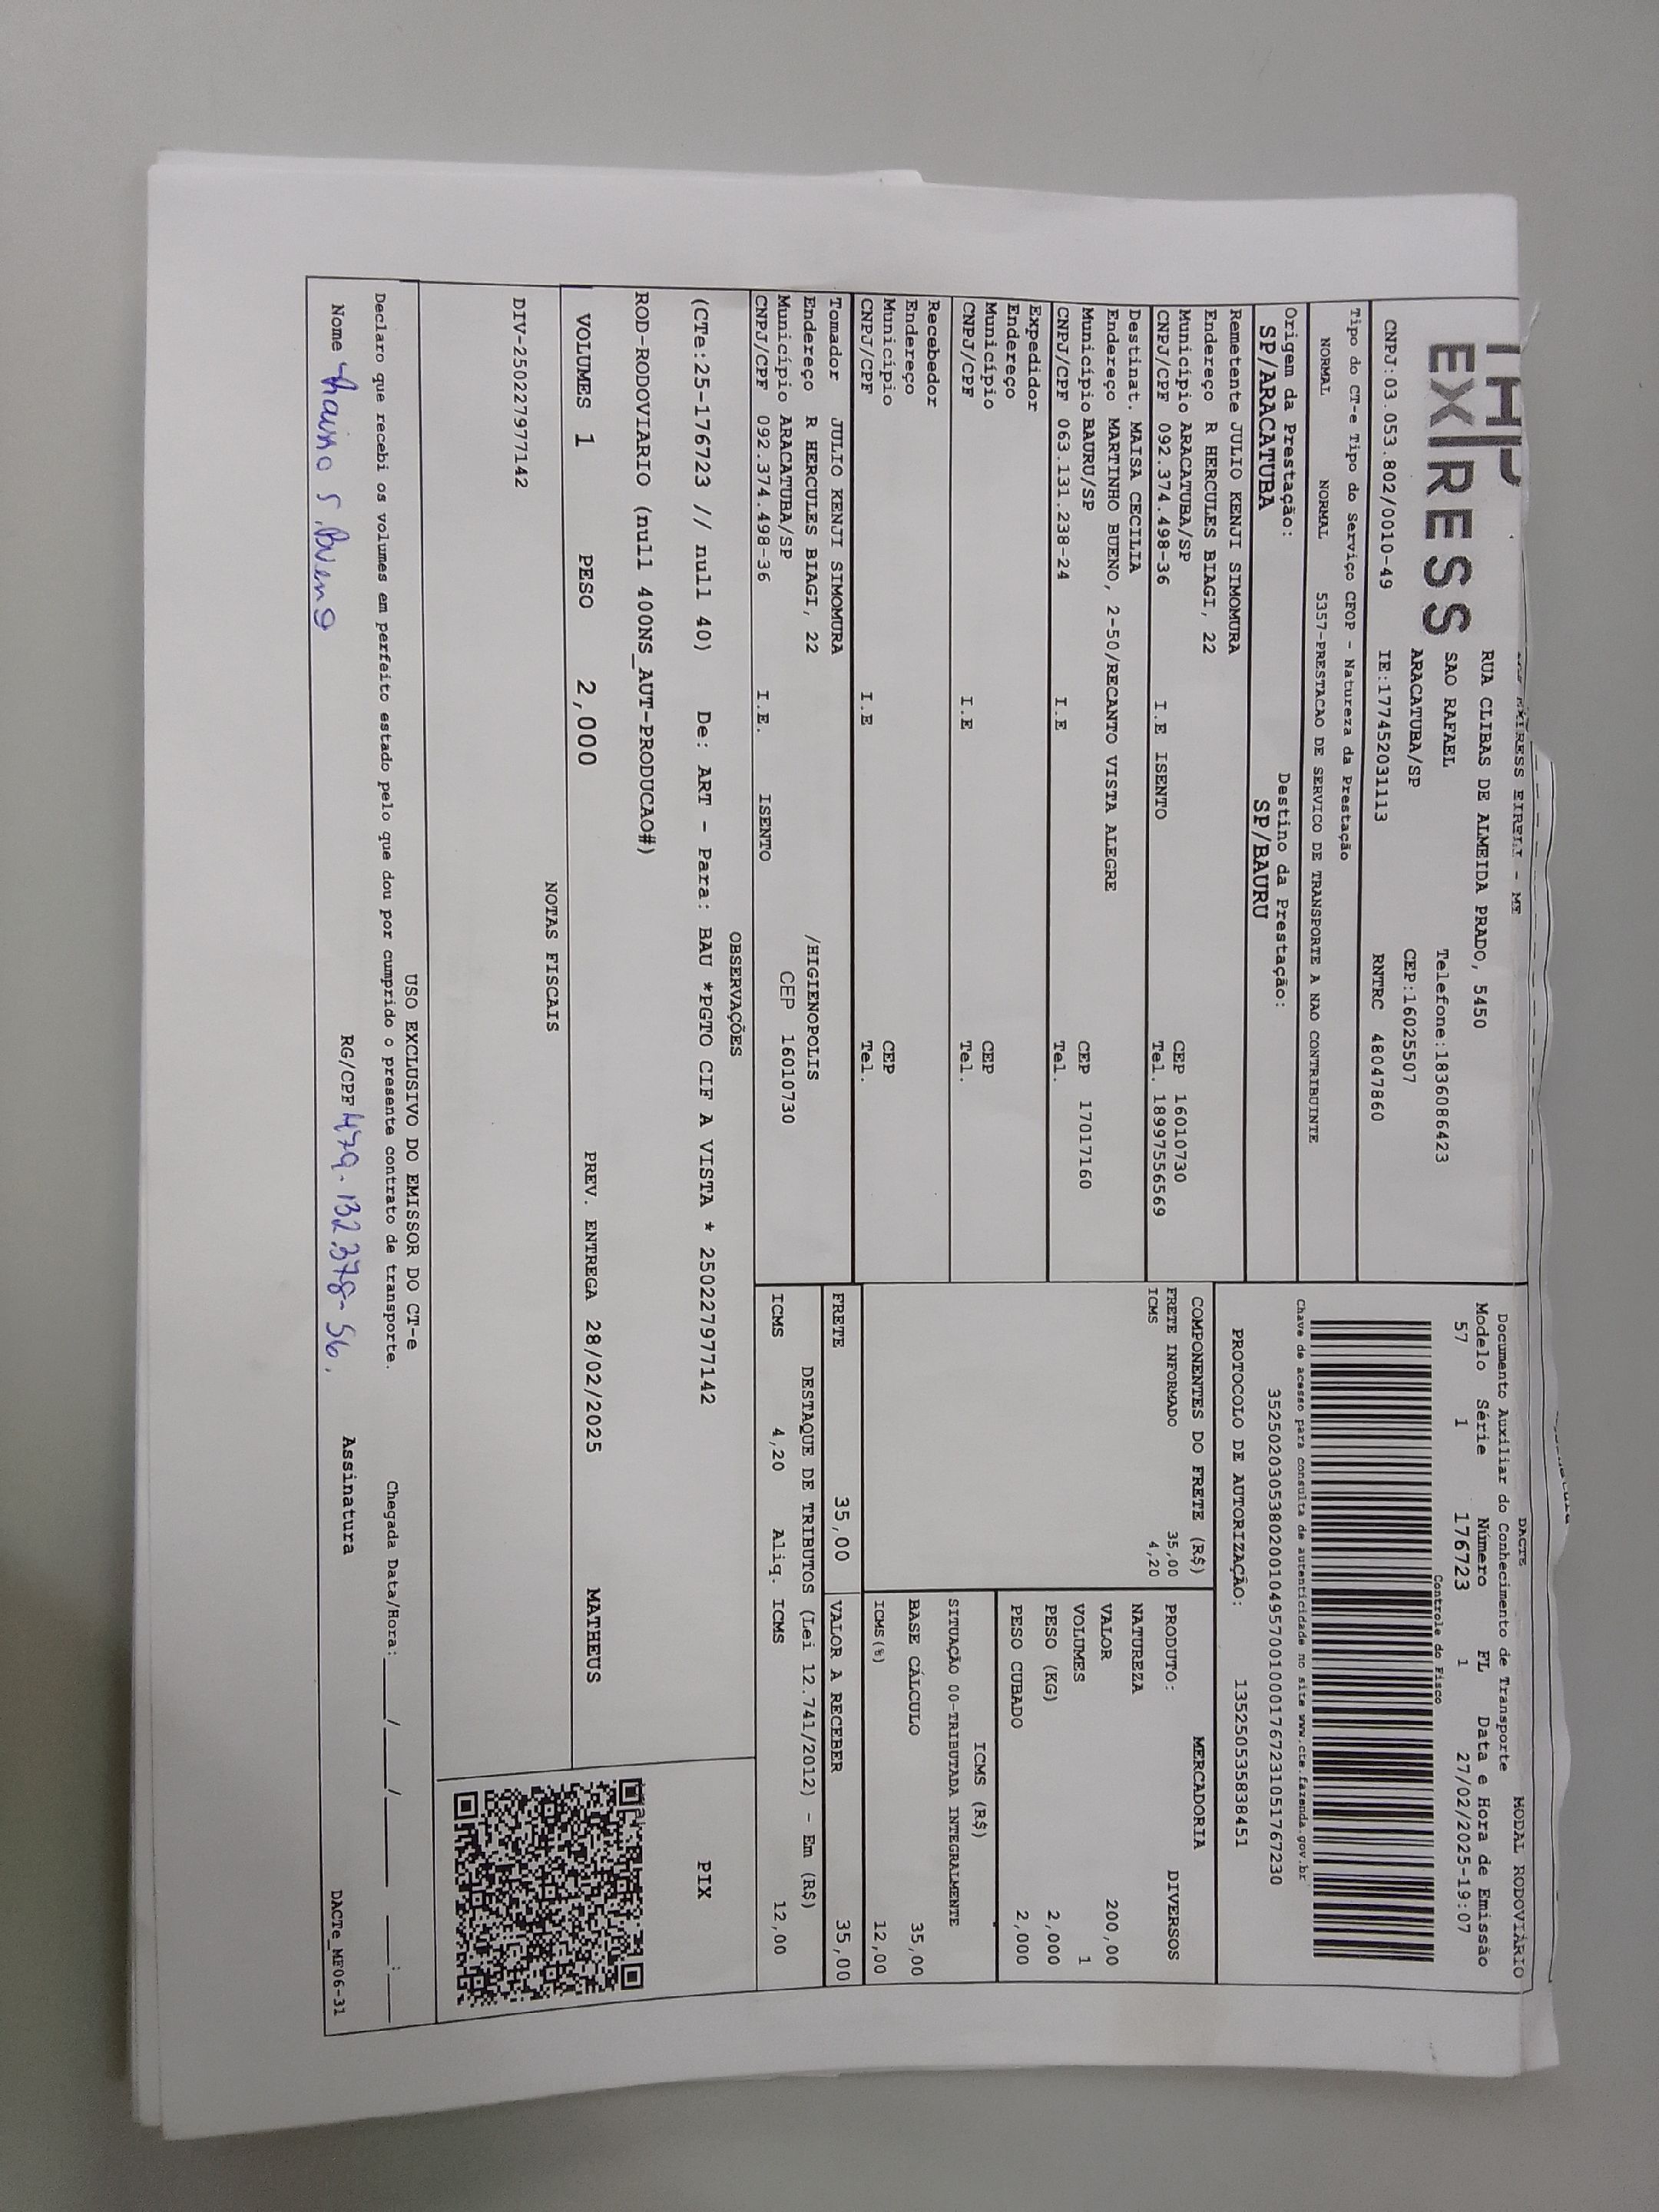 EXPRESS EIRELI - ME
THP
EXPRESS
RUA CLIBAS DE ALMEIDA PRADO, 5450
SAO RAFAEL Telefone:1836086423
ARACATUBA/SP CEP:16025507
CNPJ:03.053.802/0010-49 IE:177452031113 RNTRC 48047860
Tipo do CT-e Tipo do Serviço CFOP - Natureza da Prestação
NORMAL NORMAL 5357-PRESTACAO DE SERVICO DE TRANSPORTE A NAO CONTRIBUINTE
Origem da Prestação: Destino da Prestação:
SP/ARACATUBA SP/BAURU
Remetente JULIO KENJI SIMOMURA
Endereço R HERCULES BIAGI, 22
Município ARACATUBA/SP CEP 16010730
CNPJ/CPF 092.374.498-36 I.E ISENTO Tel. 18997556569
Destinat. MAISA CECILIA
Endereço MARTINHO BUENO, 2-50/RECANTO VISTA ALEGRE
Município BAURU/SP CEP 17017160
CNPJ/CPF 063.131.238-24 I.E Tel.
Expedidor
Endereço
Município CEP
CNPJ/CPF I.E Tel.
Recebedor
Endereço
Município CEP
CNPJ/CPF I.E Tel.
Tomador JULIO KENJI SIMOMURA
Endereço R HERCULES BIAGI, 22 /HIGIENOPOLIS
Município ARACATUBA/SP CEP 16010730
CNPJ/CPF 092.374.498-36 I.E. ISENTO
DACTE MODAL RODOVIÁRIO
Documento Auxiliar do Conhecimento de Transporte
Modelo Série Número FL Data e Hora de Emissão
57 1 176723 1 27/02/2025-19:07
Controle do Fisco
Chave de acesso para consulta de autenticidade no site www.cte.fazenda.gov.br
35250203053802001049570010001767231051767230
PROTOCOLO DE AUTORIZAÇÃO: 135250535838451
COMPONENTES DO FRETE (R$)
FRETE INFORMADO 35,00
ICMS 4,20
MERCADORIA
PRODUTO: DIVERSOS
NATUREZA
VALOR 200,00
VOLUMES 1
PESO (KG) 2,000
PESO CUBADO 2,000
ICMS (R$)
SITUAÇÃO 00-TRIBUTADA INTEGRALMENTE
BASE CÁLCULO 35,00
ICMS(%) 12,00
FRETE 35,00 VALOR A RECEBER 35,00
DESTAQUE DE TRIBUTOS (Lei 12.741/2012) - Em (R$)
ICMS 4,20 Aliq. ICMS 12,00
OBSERVAÇÕES
(CTe:25-176723 // null 40) De: ART - Para: BAU *PGTO CIF A VISTA * 250227977142
ROD-RODOVIARIO (null 400NS_AUT-PRODUCAO#)
PIX
VOLUMES 1 PESO 2,000 PREV. ENTREGA 28/02/2025 MATHEUS
NOTAS FISCAIS
DIV-250227977142
USO EXCLUSIVO DO EMISSOR DO CT-e
Declaro que recebi os volumes em perfeito estado pelo que dou por cumprido o presente contrato de transporte. Chegada Data/Hora:____/____/____ ___:___
Nome S. Bueno RG/CPF 479.132.378-56. Assinatura DACTe_MF06-31